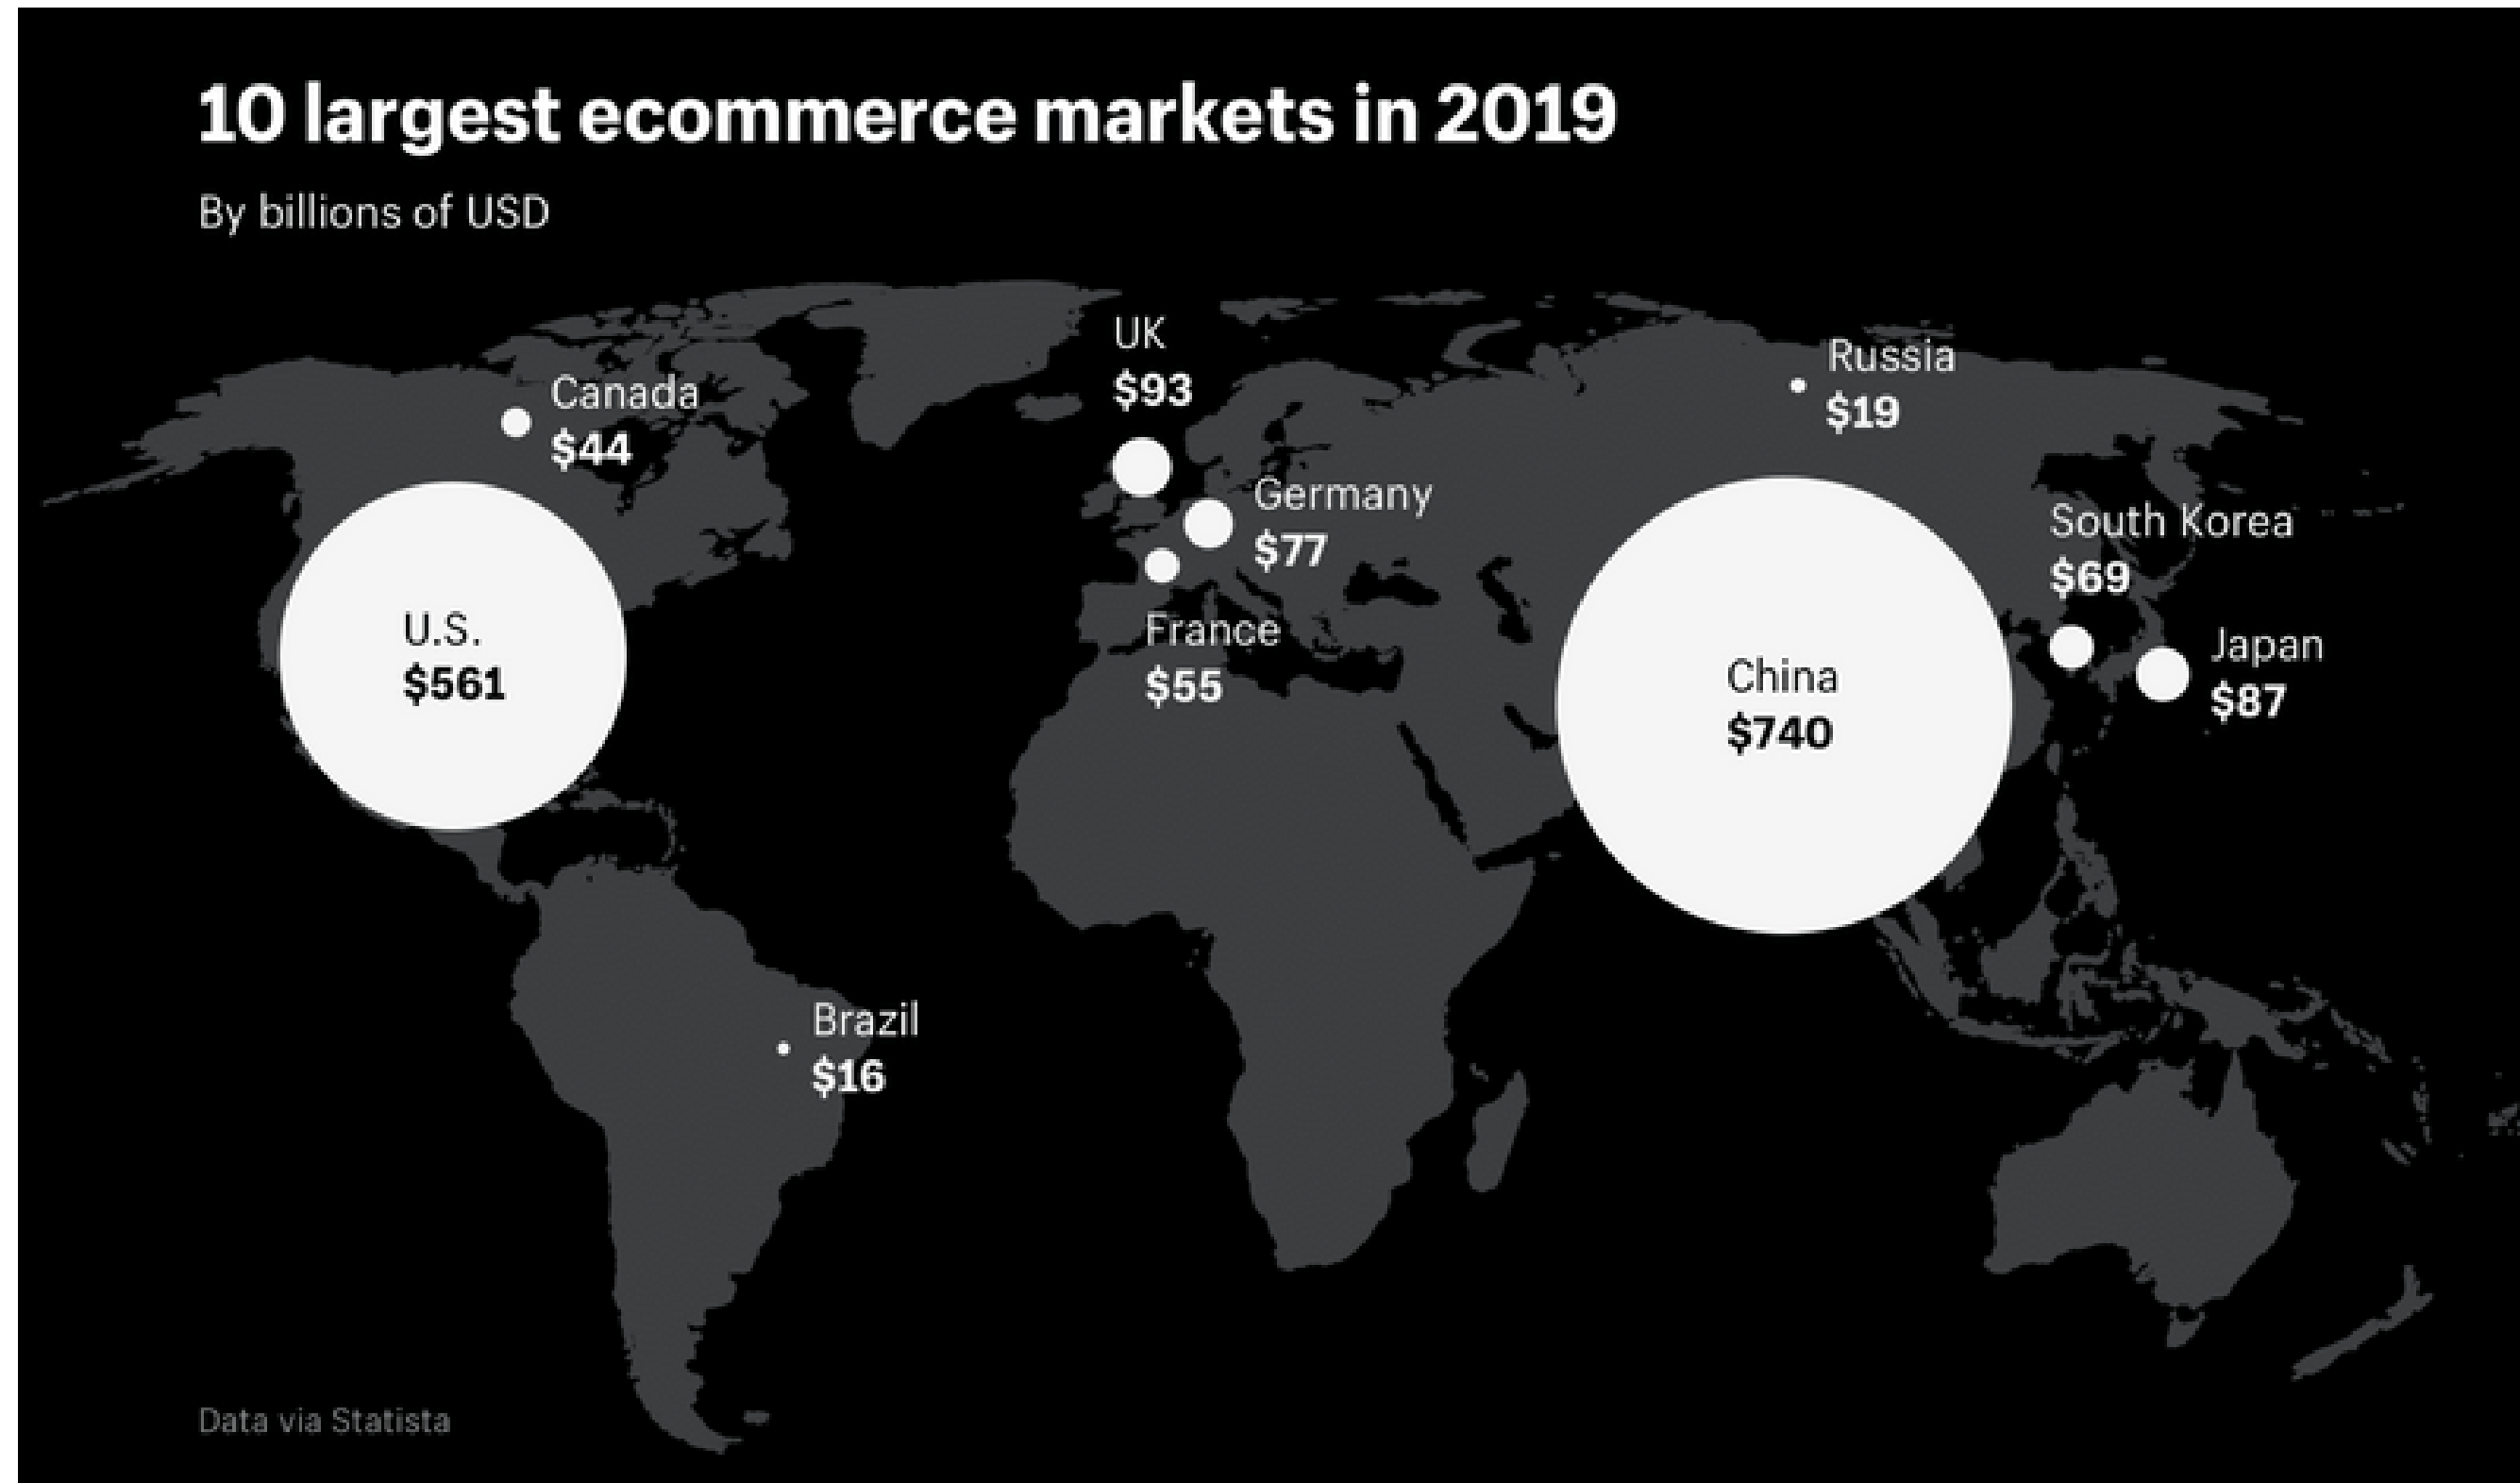 10 largest ecommerce markets in 2019
By billions of USD
UK
$93
Russia
$19
Canada
$44
Germany
$77
South Korea
$69
U.S.
$561
France
$55
China
$740
Japan
$87
Brazil
$16
Data via Statista